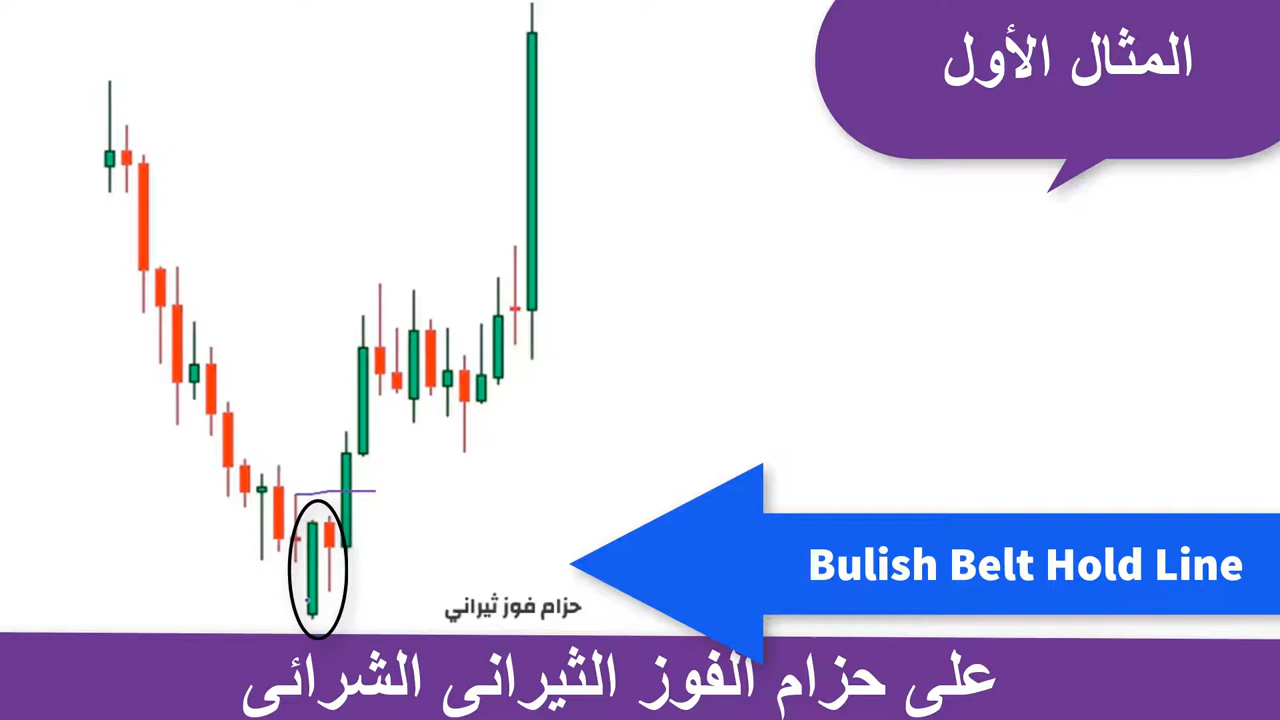 المثال الأول
Bulish Belt Hold Line
حزام فوز ثيراني
على حزام الفوز الثيرانى الشرائى